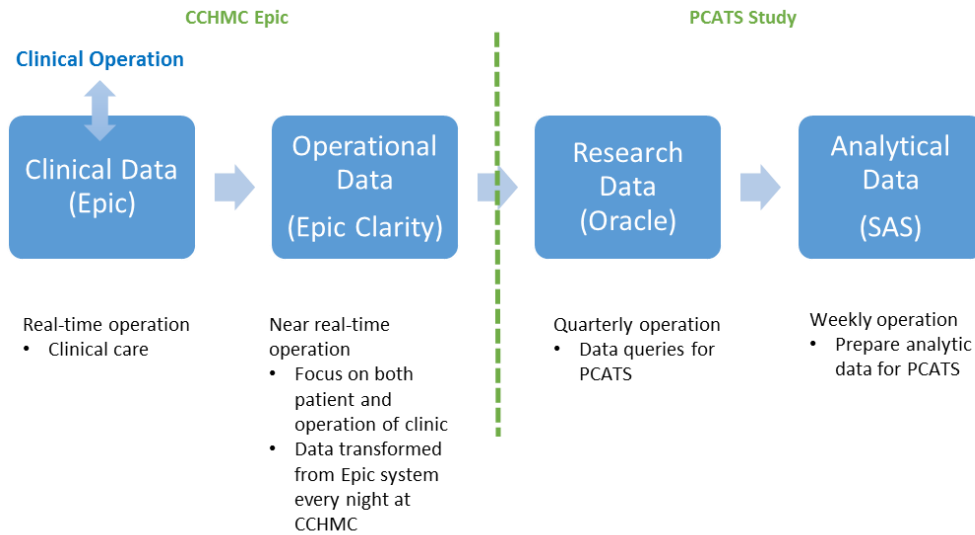 CCHMC Epic
PCATS Study
Clinical Operation
Clinical Data
(Epic)
Operational
Data
(Epic Clarity)
Research
Data
(Oracle)
Analytical
Data
(SAS)
Real-time operation
• Clinical care
Near real-time
operation
• Focus on both
patient and
operation of clinic
• Data transformed
from Epic system
every night at
CCHMC
Quarterly operation
• Data queries for
PCATS
Weekly operation
• Prepare analytic
data for PCATS